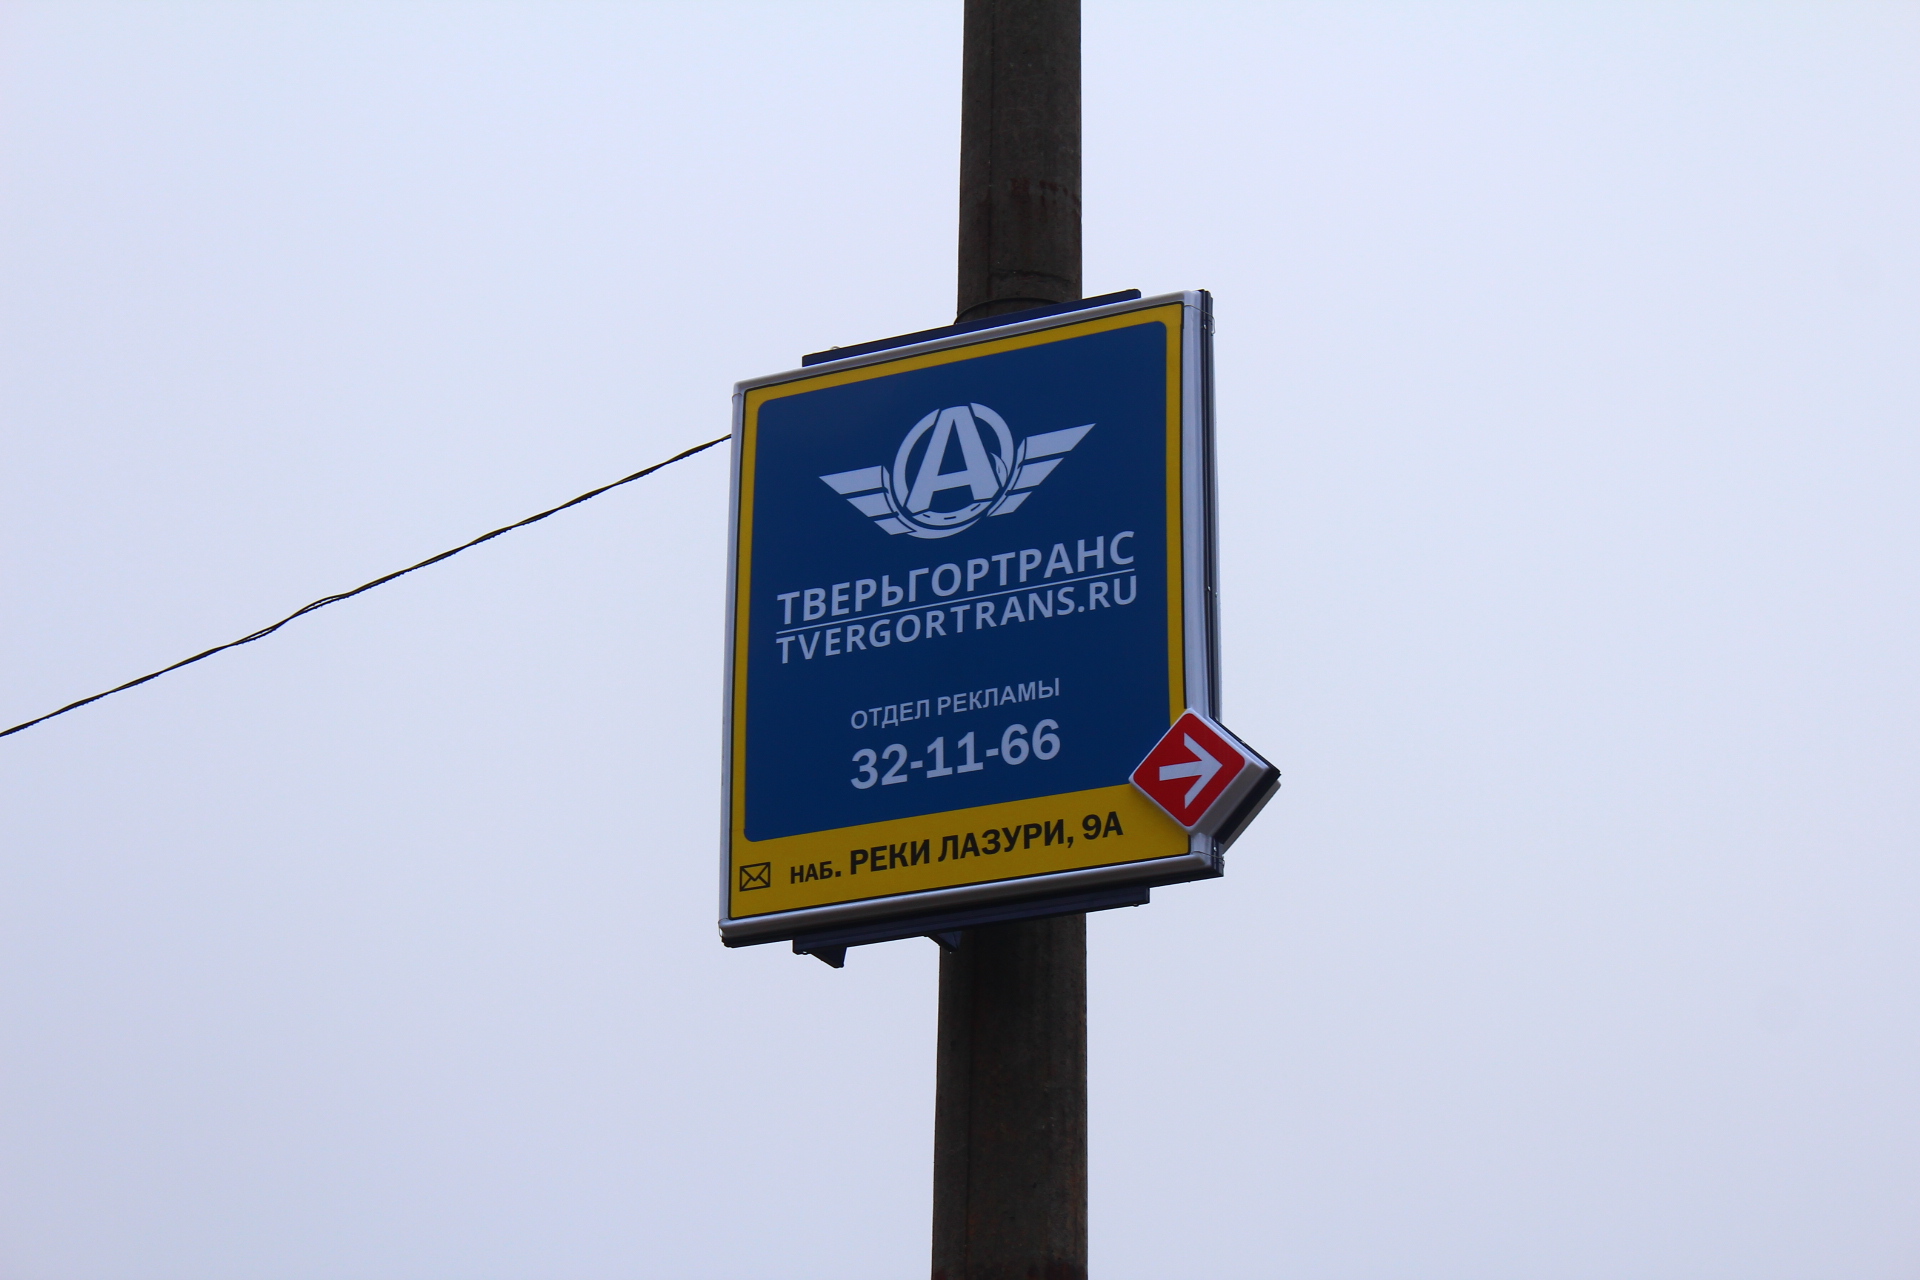 А
ТВЕРЬГОРТРАНС
TVERGORTRANS.RU
ОТДЕЛ РЕКЛАМЫ
32-11-66
НАБ. РЕКИ ЛАЗУРИ, 9А